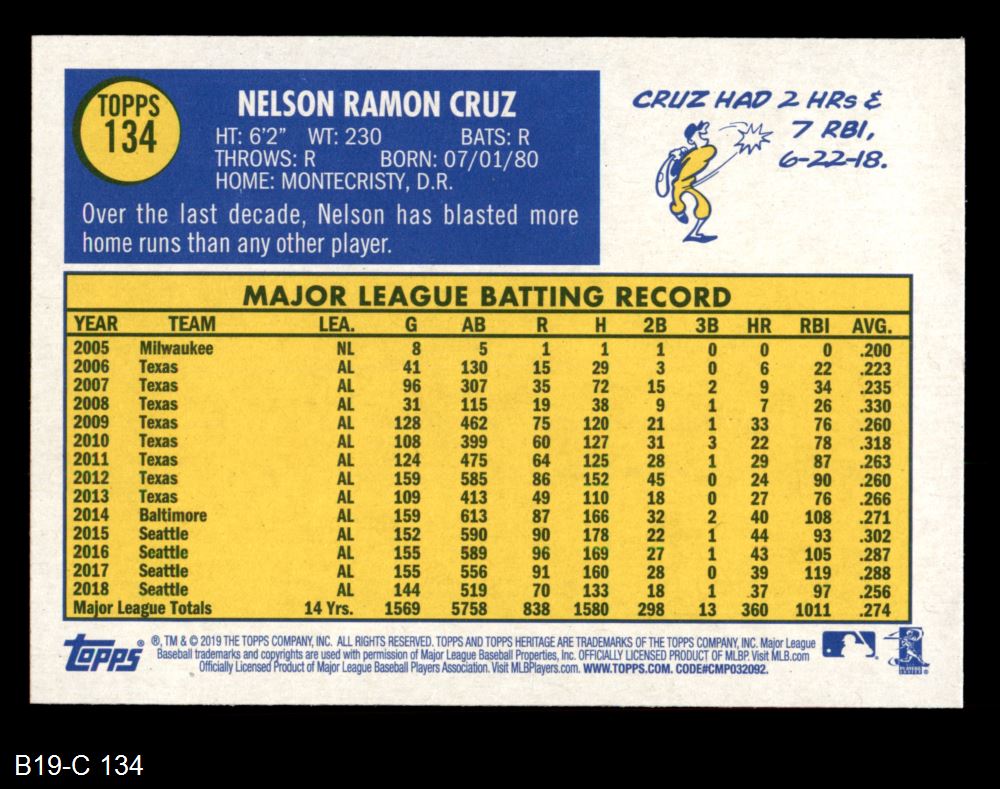 TOPPS
134
NELSON RAMON CRUZ
HT: 6'2" WT: 230 BATS: R
THROWS: R BORN: 07/01/80
HOME: MONTECRISTY, D.R.
Over the last decade, Nelson has blasted more
home runs than any other player.
CRUZ HAD 2 HRs &
7 RBI,
6-22-18.
MAJOR LEAGUE BATTING RECORD
YEAR TEAM LEA. G AB R H 2B 3B HR RBI AVG.
2005 Milwaukee NL 8 5 1 1 1 0 0 0 .200
2006 Texas AL 41 130 15 29 3 0 6 22 .223
2007 Texas AL 96 307 35 72 15 2 9 34 .235
2008 Texas AL 31 115 19 38 9 1 7 26 .330
2009 Texas AL 128 462 75 120 21 1 33 76 .260
2010 Texas AL 108 399 60 127 31 3 22 78 .318
2011 Texas AL 124 475 64 125 28 1 29 87 .263
2012 Texas AL 159 585 86 152 45 0 24 90 .260
2013 Texas AL 109 413 49 110 18 0 27 76 .266
2014 Baltimore AL 159 613 87 166 32 2 40 108 .271
2015 Seattle AL 152 590 90 178 22 1 44 93 .302
2016 Seattle AL 155 589 96 169 27 1 43 105 .287
2017 Seattle AL 155 556 91 160 28 0 39 119 .288
2018 Seattle AL 144 519 70 133 18 1 37 97 .256
Major League Totals 14 Yrs. 1569 5758 838 1580 298 13 360 1011 .274
Topps ®
®, TM & © 2019 THE TOPPS COMPANY, INC. ALL RIGHTS RESERVED. TOPPS AND TOPPS HERITAGE ARE TRADEMARKS OF THE TOPPS COMPANY, INC. Major League
Baseball trademarks and copyrights are used with permission of Major League Baseball Properties, Inc. OFFICIALLY LICENSED PRODUCT OF MLBP. Visit MLB.com
Officially Licensed Product of Major League Baseball Players Association. Visit MLBPlayers.com. WWW.TOPPS.COM. CODE#CMP032092.
B19-C 134